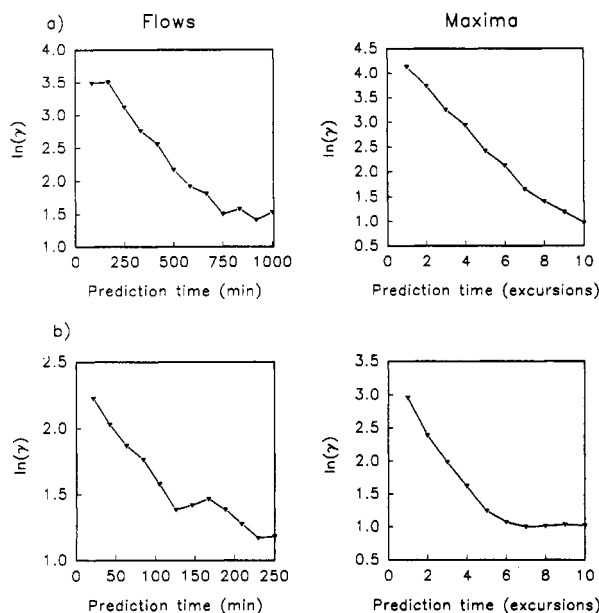 a) Flows Maxima
4.0
3.5
3.0
2.5
2.0
1.5
1.0
ln(γ)
0 250 500 750 1000
Prediction time (min)
4.5
4.0
3.5
3.0
2.5
2.0
1.5
1.0
0.5
ln(γ)
0 2 4 6 8 10
Prediction time (excursions)
b)
2.5
2.0
1.5
1.0
ln(γ)
0 50 100 150 200 250
Prediction time (min)
3.5
3.0
2.5
2.0
1.5
1.0
0.5
ln(γ)
0 2 4 6 8 10
Prediction time (excursions)